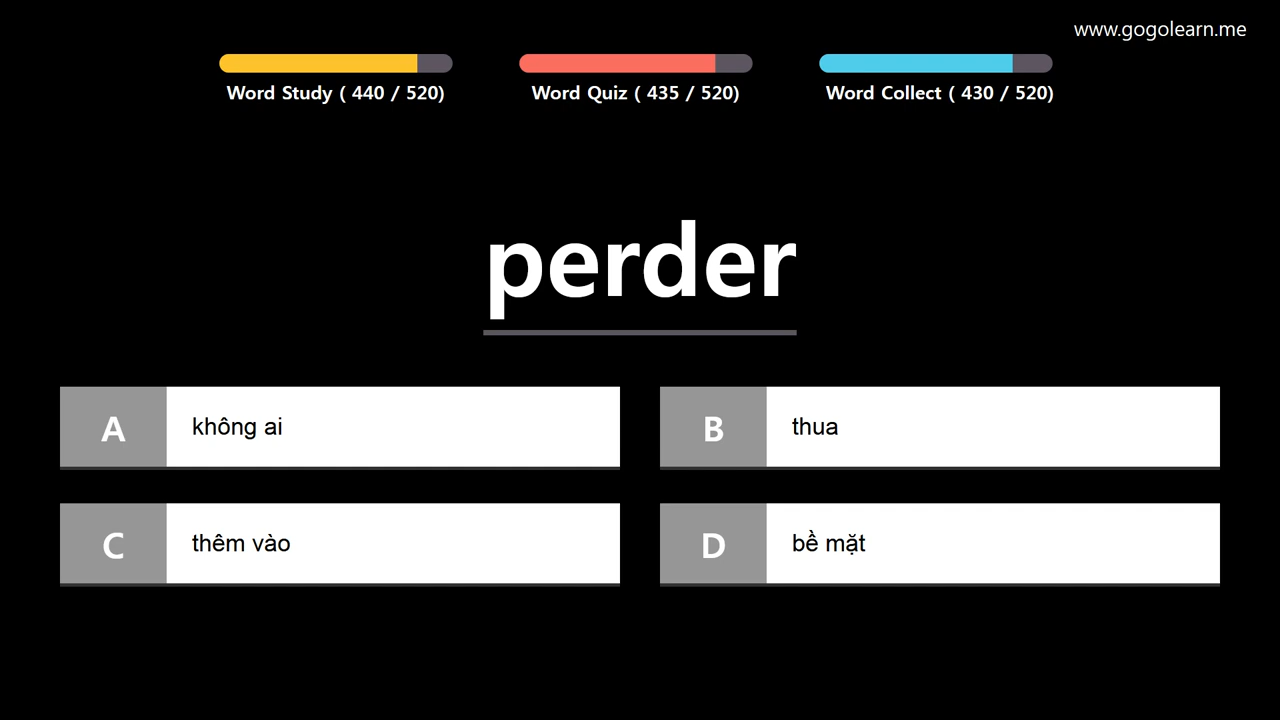 www.gogolearn.me
Word Study ( 440 / 520)
Word Quiz ( 435 / 520)
Word Collect ( 430 / 520)
perder
A
không ai
B
thua
C
thêm vào
D
bề mặt